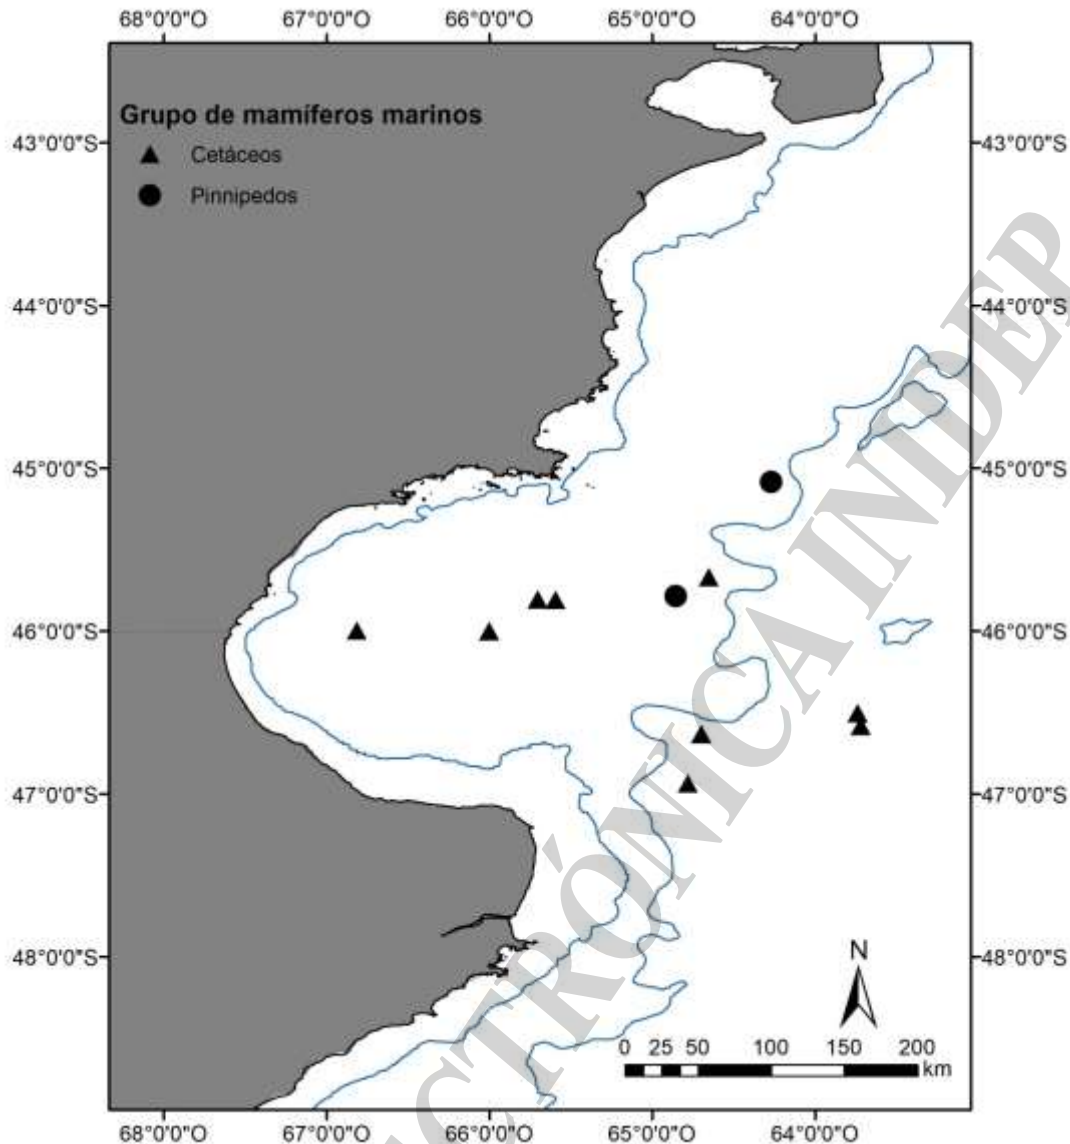 68°0'0"O 67°0'0"O 66°0'0"O 65°0'0"O 64°0'0"O
Grupo de mamíferos marinos
Cetáceos
Pinnipedos
43°0'0"S 43°0'0"S
44°0'0"S 44°0'0"S
45°0'0"S 45°0'0"S
46°0'0"S 46°0'0"S
47°0'0"S 47°0'0"S
48°0'0"S 48°0'0"S
N
0 25 50 100 150 200
km
68°0'0"O 67°0'0"O 66°0'0"O 65°0'0"O 64°0'0"O
CTRÓNICA INIDEP